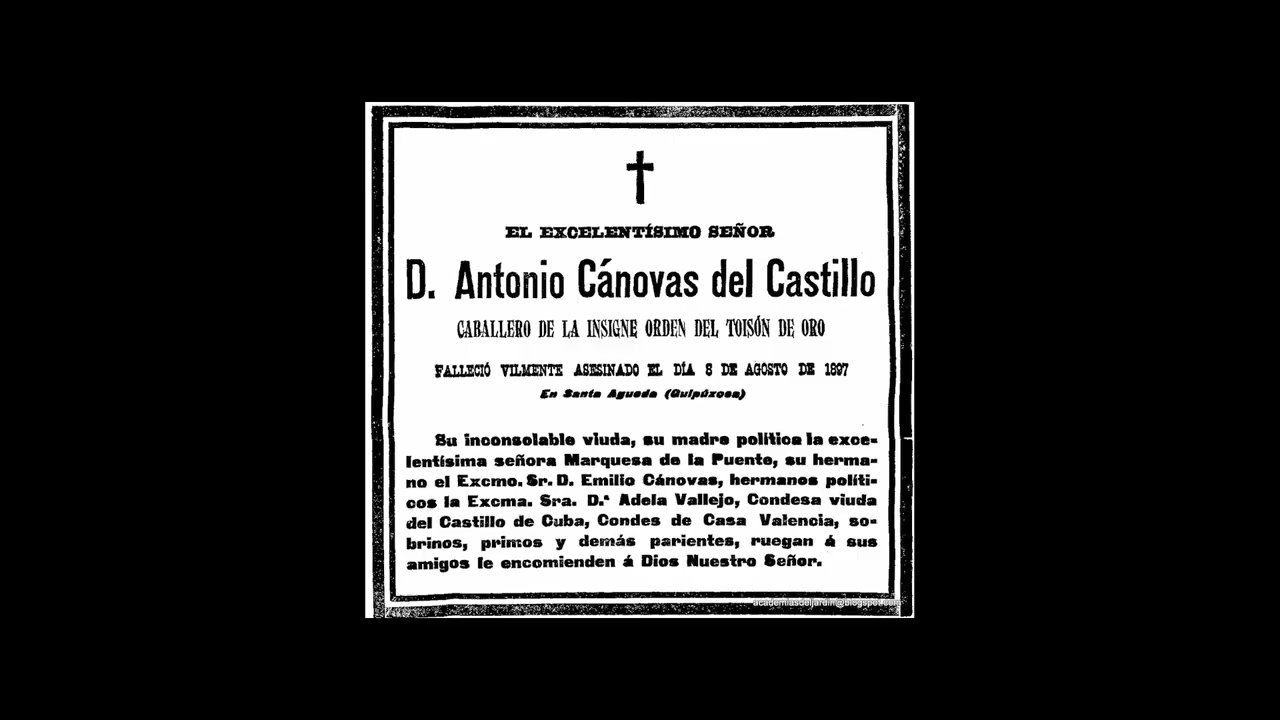 EL EXCELENTÍSIMO SEÑOR
D. Antonio Cánovas del Castillo
CABALLERO DE LA INSIGNE ORDEN DEL TOISÓN DE ORO
FALLECIÓ VILMENTE ASESINADO EL DÍA 8 DE AGOSTO DE 1897
En Santa Agueda (Guipúzcoa)
Su inconsolable viuda, su madre política la exce-
lentísima señora Marquesa de la Puente, su herma-
no el Excmo. Sr. D. Emilio Cánovas, hermanos políti-
cos la Excma. Sra. D.ª Adela Vallejo, Condesa viuda
del Castillo de Cuba, Condes de Casa Valencia, so-
brinos, primos y demás parientes, ruegan á sus
amigos le encomienden á Dios Nuestro Señor.
academiasdeljardin@blogspot.com